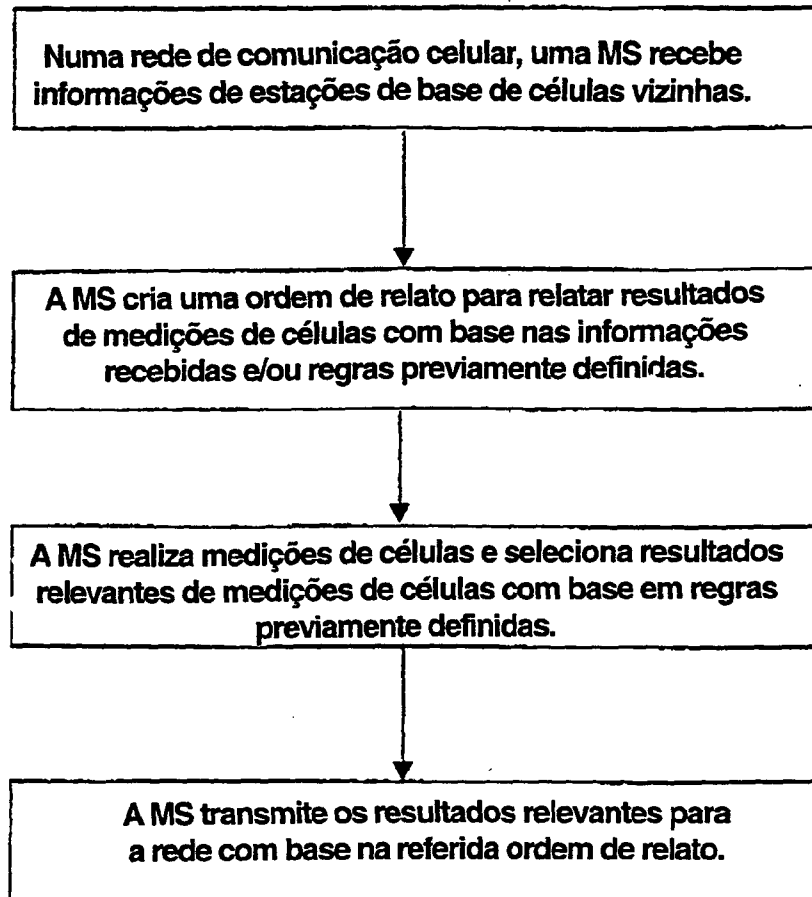 Numa rede de comunicação celular, uma MS recebe
informações de estações de base de células vizinhas.
A MS cria uma ordem de relato para relatar resultados
de medições de células com base nas informações
recebidas e/ou regras previamente definidas.
A MS realiza medições de células e seleciona resultados
relevantes de medições de células com base em regras
previamente definidas.
A MS transmite os resultados relevantes para
a rede com base na referida ordem de relato.